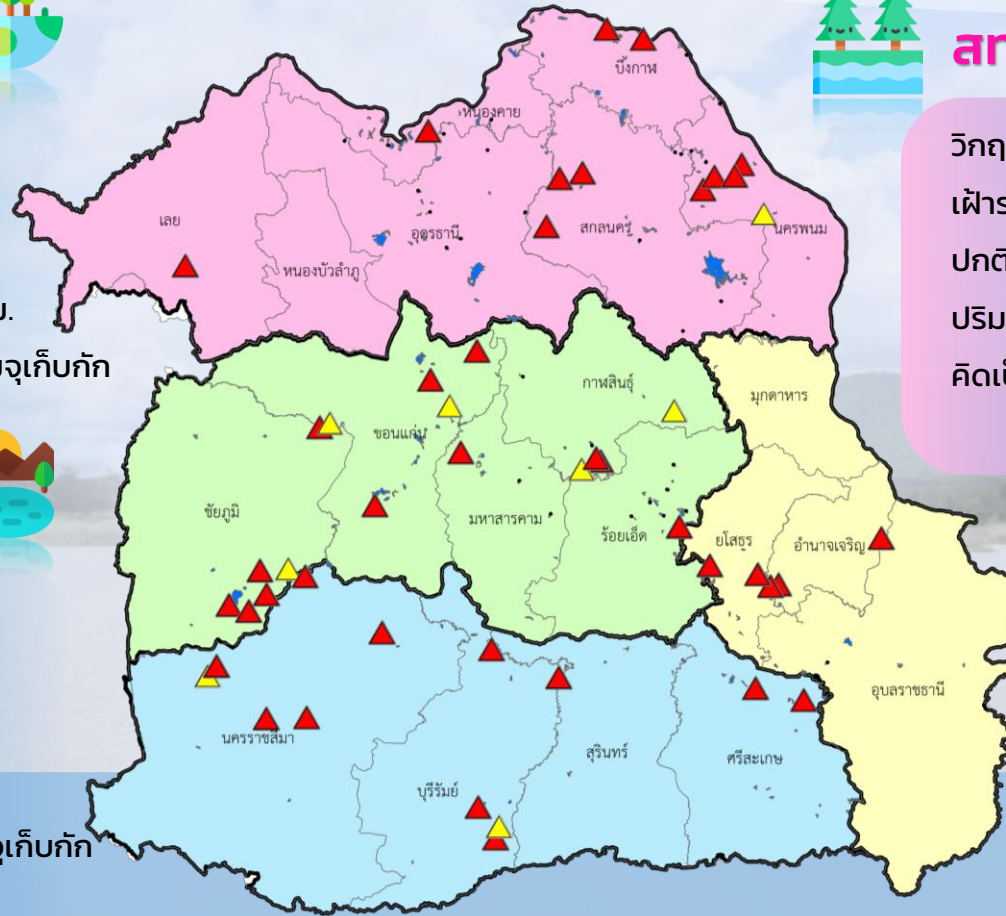 สท
บึงกาฬ
วิกฤ
หนองคาย
เฝ้าร
เลย
สกลนคร
นครพนม
อุดรธานี
ปกติ
หนองบัวลำภู
ม.
ปริม
จุเก็บกัก
คิดเป็
กาฬสินธุ์
มุกดาหาร
ขอนแก่น
ชัยภูมิ
มหาสารคาม
ร้อยเอ็ด
ยโสธร
อำนาจเจริญ
อุบลราชธานี
นครราชสีมา
สุรินทร์
ศรีสะเกษ
บุรีรัมย์
จุเก็บกัก